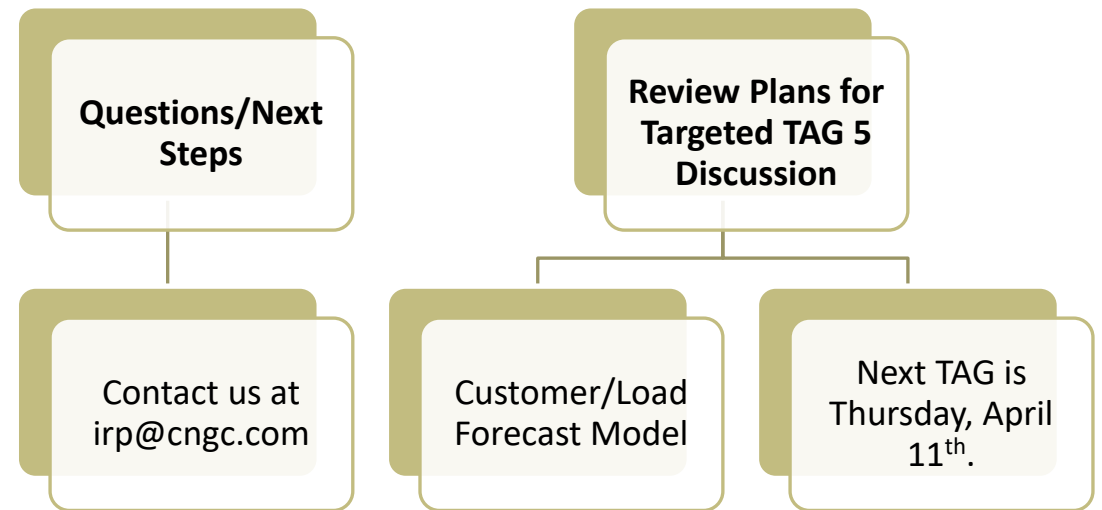 Questions/Next
Steps
Review Plans for
Targeted TAG 5
Discussion
Contact us at
irp@cngc.com
Customer/Load
Forecast Model
Next TAG is
Thursday, April
11th.